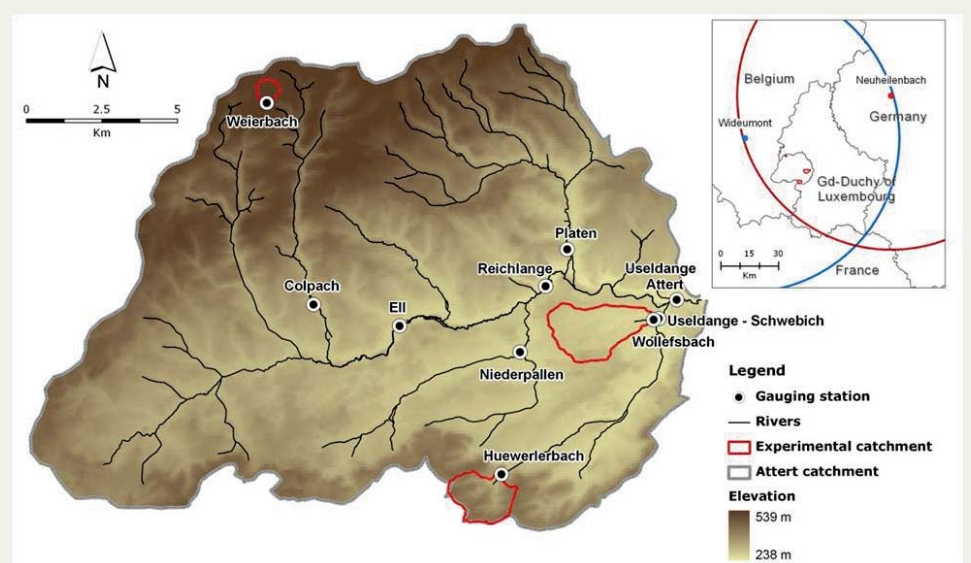 N
0 2.5 5
Km
Weierbach
Platen
Reichlange
Useldange
Attert
Colpach
Ell
Useldange - Schwebich
Wollefsbach
Niederpallen
Huewerlerbach
Belgium
Neuheilenbach
Germany
Wideumont
Gd-Duchy of
Luxembourg
0 15 30
Km
France
Legend
Gauging station
Rivers
Experimental catchment
Attert catchment
Elevation
539 m
238 m